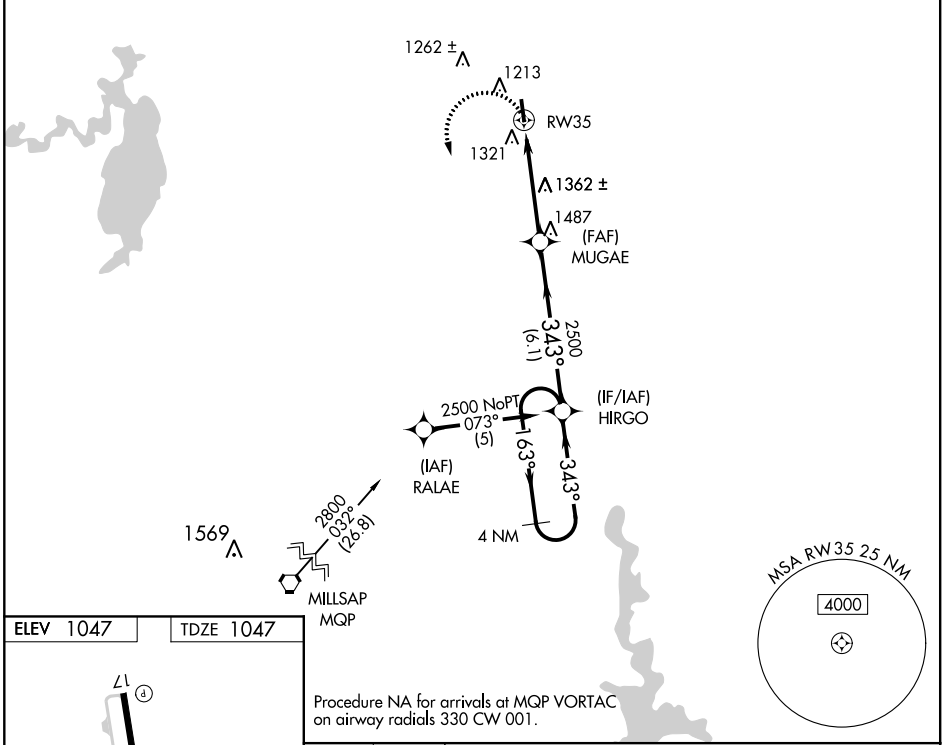 1262 ±
1213
RW35
1321
1362 ±
1487
(FAF)
MUGAE
2500
343°
(6.1)
2500 NoPT
073°
(5)
(IF/IAF)
HIRGO
(IAF)
RALAE
163°
343°
4 NM
2800
032°
(26.8)
1569
MILLSAP
MQP
MSA RW35 25 NM
4000
ELEV 1047
TDZE 1047
17
P
Procedure NA for arrivals at MQP VORTAC
on airway radials 330 CW 001.